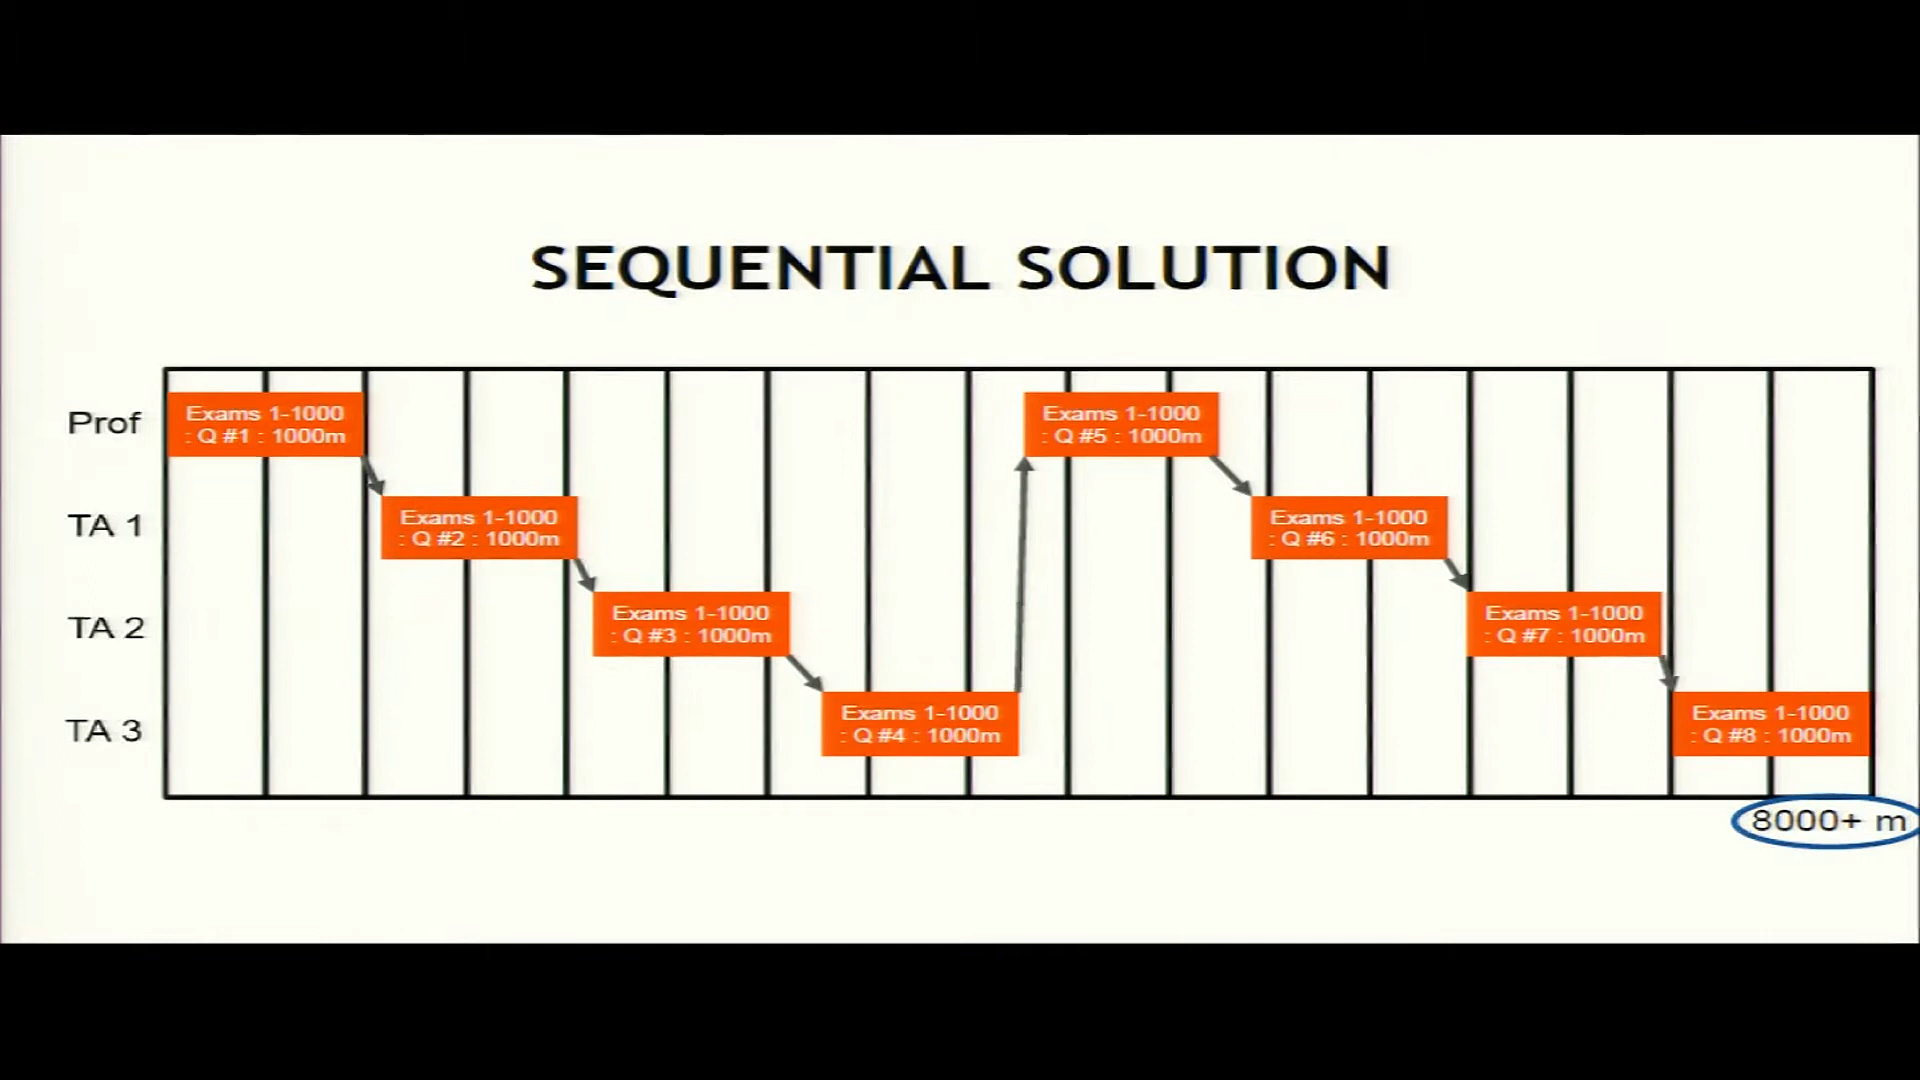 SEQUENTIAL SOLUTION
Prof
Exams 1-1000
: Q #1 : 1000m
Exams 1-1000
: Q #5 : 1000m
TA 1
Exams 1-1000
: Q #2 : 1000m
Exams 1-1000
: Q #6 : 1000m
TA 2
Exams 1-1000
: Q #3 : 1000m
Exams 1-1000
: Q #7 : 1000m
TA 3
Exams 1-1000
: Q #4 : 1000m
Exams 1-1000
: Q #8 : 1000m
8000+ m